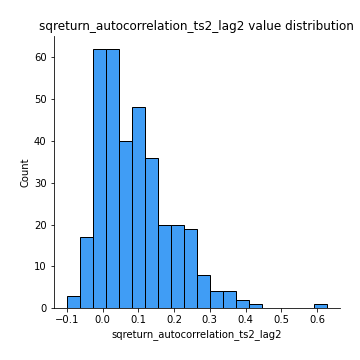 sqreturn_autocorrelation_ts2_lag2 value distribution
60
50
40
30
20
10
0
Count
−0.1 0.0 0.1 0.2 0.3 0.4 0.5 0.6
sqreturn_autocorrelation_ts2_lag2